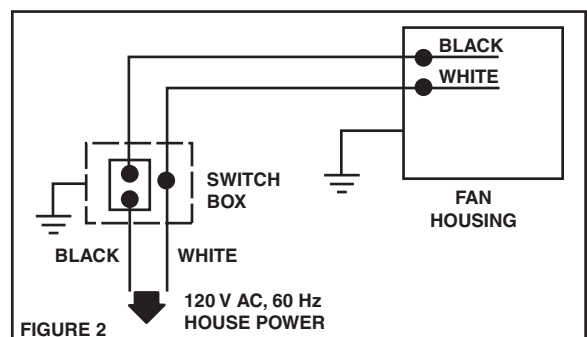 BLACK
WHITE
SWITCH
BOX
FAN
HOUSING
BLACK
WHITE
120 V AC, 60 Hz
HOUSE POWER
FIGURE 2